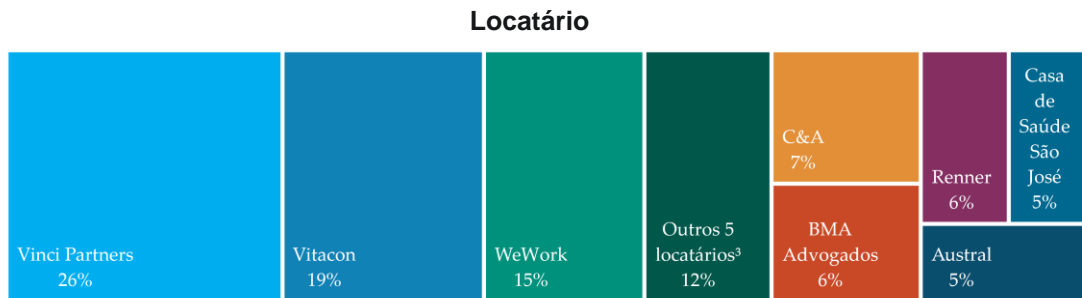 Locatário
Vinci Partners
26%
Vitacon
19%
WeWork
15%
Outros 5
locatários³
12%
C&A
7%
BMA
Advogados
6%
Renner
6%
Casa
de
Saúde
São
José
5%
Austral
5%